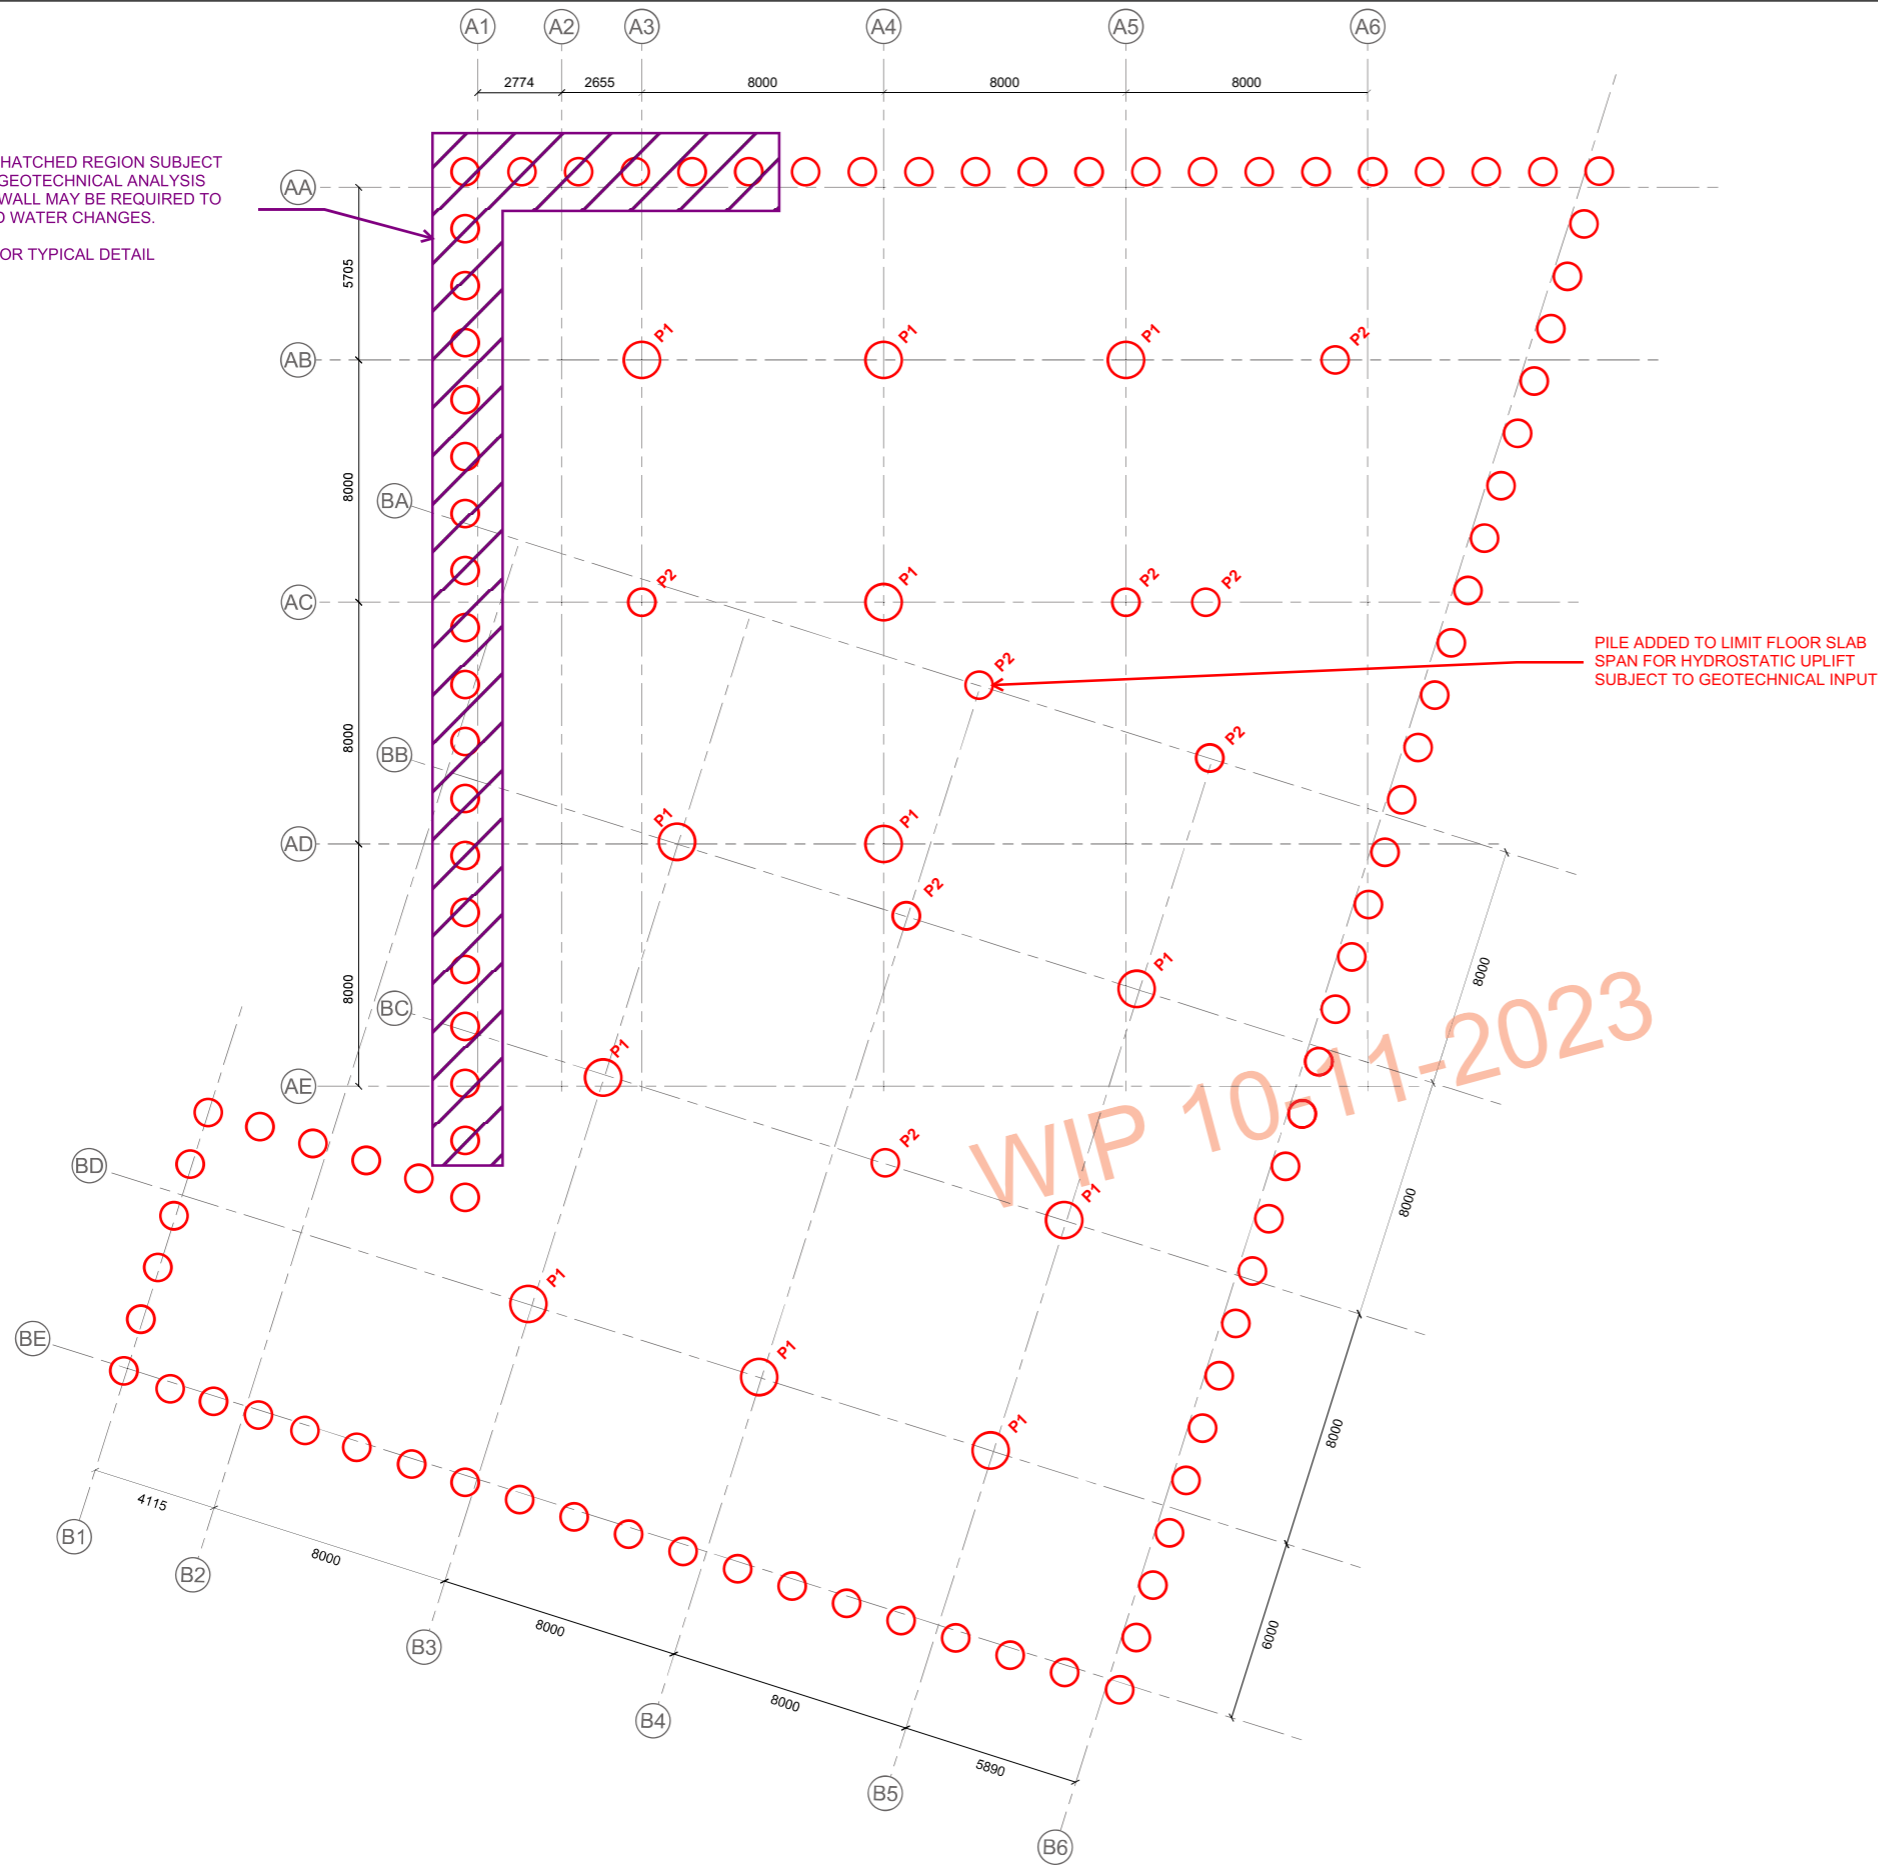 A1 A2 A3 A4 A5 A6
2774 2655 8000 8000 8000
HATCHED REGION SUBJECT
GEOTECHNICAL ANALYSIS
WALL MAY BE REQUIRED TO
WATER CHANGES.
OR TYPICAL DETAIL
AA
5705
AB
P1 P1 P1 P2
8000
BA
AC
P2 P1 P2 P2
PILE ADDED TO LIMIT FLOOR SLAB
SPAN FOR HYDROSTATIC UPLIFT
SUBJECT TO GEOTECHNICAL INPUT
P2
8000
BB
P2
AD
P1 P1
P2
8000
P1
8000
BC
P1
WIP 10-11-2023
AE
BD
P2
P1
8000
P1
BE
P1
P1
8000
4115
B1
8000
B2
8000
6000
B3
8000
B4
5890
B5
B6